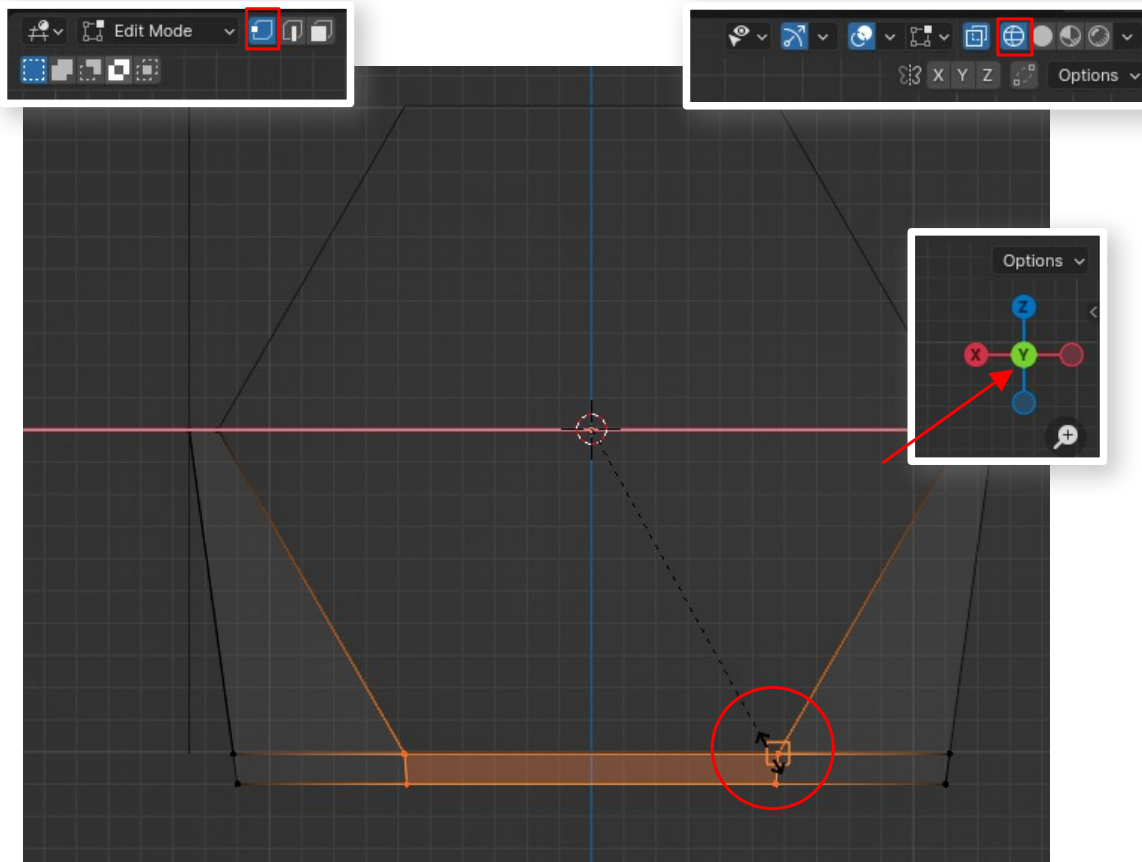 Edit Mode
X Y Z
Options
Options
Z
X
Y